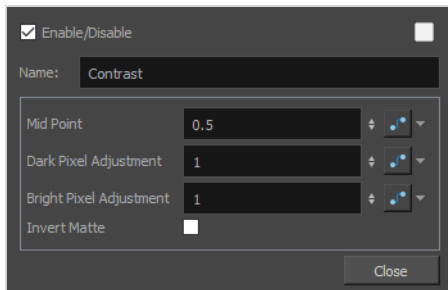 Enable/Disable
Name: Contrast
Mid Point 0.5
Dark Pixel Adjustment 1
Bright Pixel Adjustment 1
Invert Matte
Close